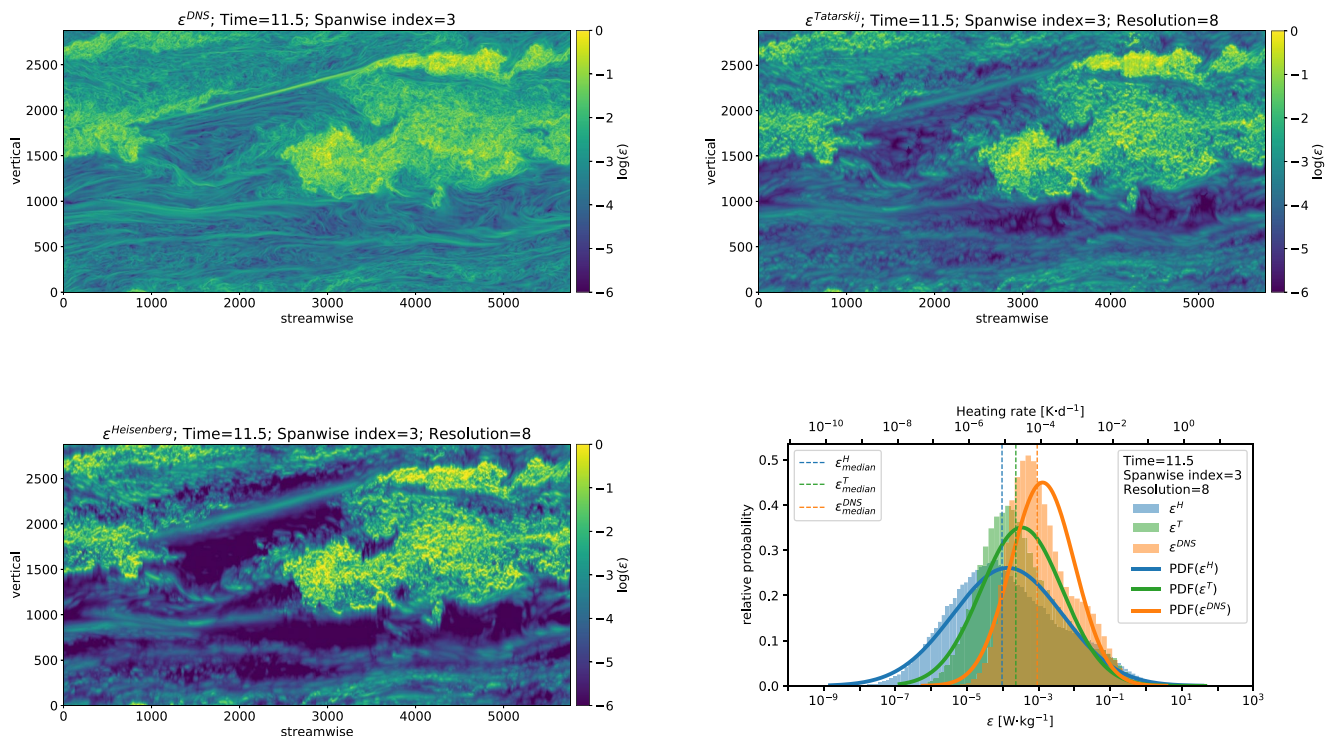 ε^DNS; Time=11.5; Spanwise index=3
vertical
2500
2000
1500
1000
500
0
0 1000 2000 3000 4000 5000
streamwise
0
−1
−2
−3
−4
−5
−6
log(ε)
ε^Tatarskij; Time=11.5; Spanwise index=3; Resolution=8
vertical
2500
2000
1500
1000
500
0
0 1000 2000 3000 4000 5000
streamwise
0
−1
−2
−3
−4
−5
−6
log(ε)
ε^Heisenberg; Time=11.5; Spanwise index=3; Resolution=8
vertical
2500
2000
1500
1000
500
0
0 1000 2000 3000 4000 5000
streamwise
0
−1
−2
−3
−4
−5
−6
log(ε)
Heating rate [K·d⁻¹]
10⁻¹⁰ 10⁻⁸ 10⁻⁶ 10⁻⁴ 10⁻² 10⁰
relative probability
0.5
0.4
0.3
0.2
0.1
0.0
ε^H_median
ε^T_median
ε^DNS_median
Time=11.5
Spanwise index=3
Resolution=8
ε^H
ε^T
ε^DNS
PDF(ε^H)
PDF(ε^T)
PDF(ε^DNS)
10⁻⁹ 10⁻⁷ 10⁻⁵ 10⁻³ 10⁻¹ 10¹ 10³
ε [W·kg⁻¹]